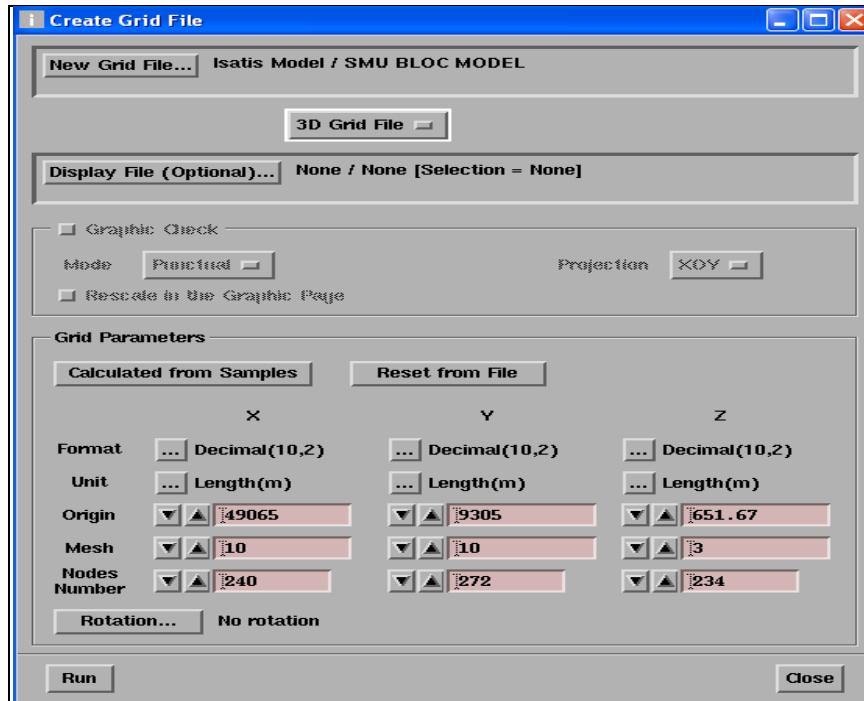 Create Grid File
New Grid File... Isatis Model / SMU BLOC MODEL
3D Grid File
Display File (Optional)... None / None [Selection = None]
Graphic Check
Mode Punctual Projection XOY
Rescale in the Graphic Page
Grid Parameters
Calculated from Samples Reset from File
X Y Z
Format ... Decimal(10,2) ... Decimal(10,2) ... Decimal(10,2)
Unit ... Length(m) ... Length(m) ... Length(m)
Origin 49065 9305 651.67
Mesh 10 10 3
Nodes
Number 240 272 234
Rotation... No rotation
Run Close